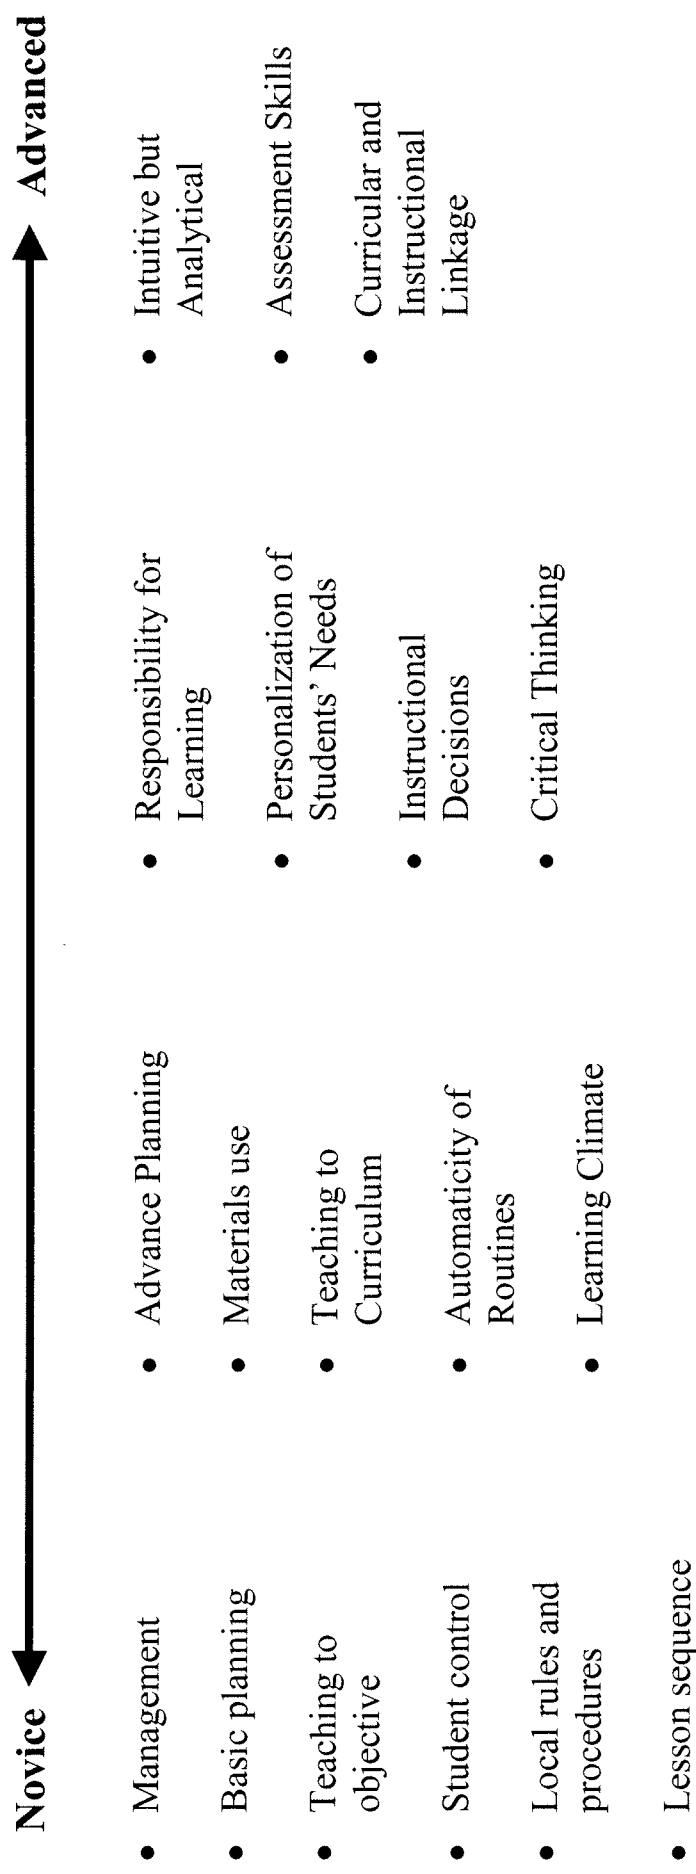 Novice
Advanced
• Management
• Basic planning
• Teaching to
objective
• Student control
• Local rules and
procedures
• Lesson sequence
• Advance Planning
• Materials use
• Teaching to
Curriculum
• Automaticity of
Routines
• Learning Climate
• Responsibility for
Learning
• Personalization of
Students' Needs
• Instructional
Decisions
• Critical Thinking
• Intuitive but
Analytical
• Assessment Skills
• Curricular and
Instructional
Linkage